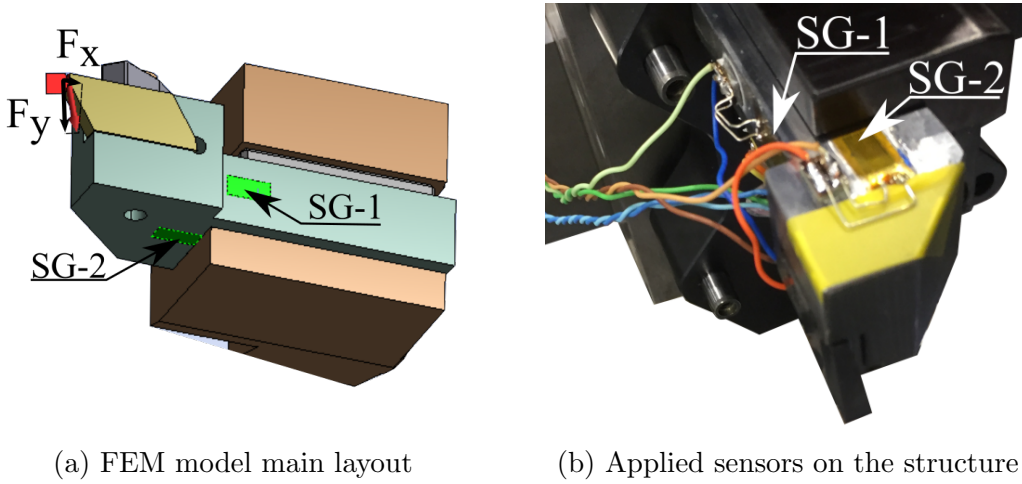 Fx
Fy
SG-1
SG-2
SG-1
SG-2
(a) FEM model main layout
(b) Applied sensors on the structure